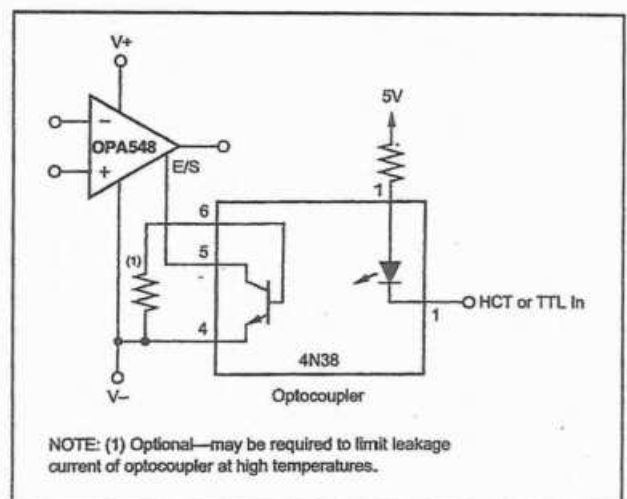 V+
5V
−
OPA548
+
E/S
1
6
(1)
5
HCT or TTL In
1
4
4N38
V−
Optocoupler
NOTE: (1) Optional—may be required to limit leakage
current of optocoupler at high temperatures.